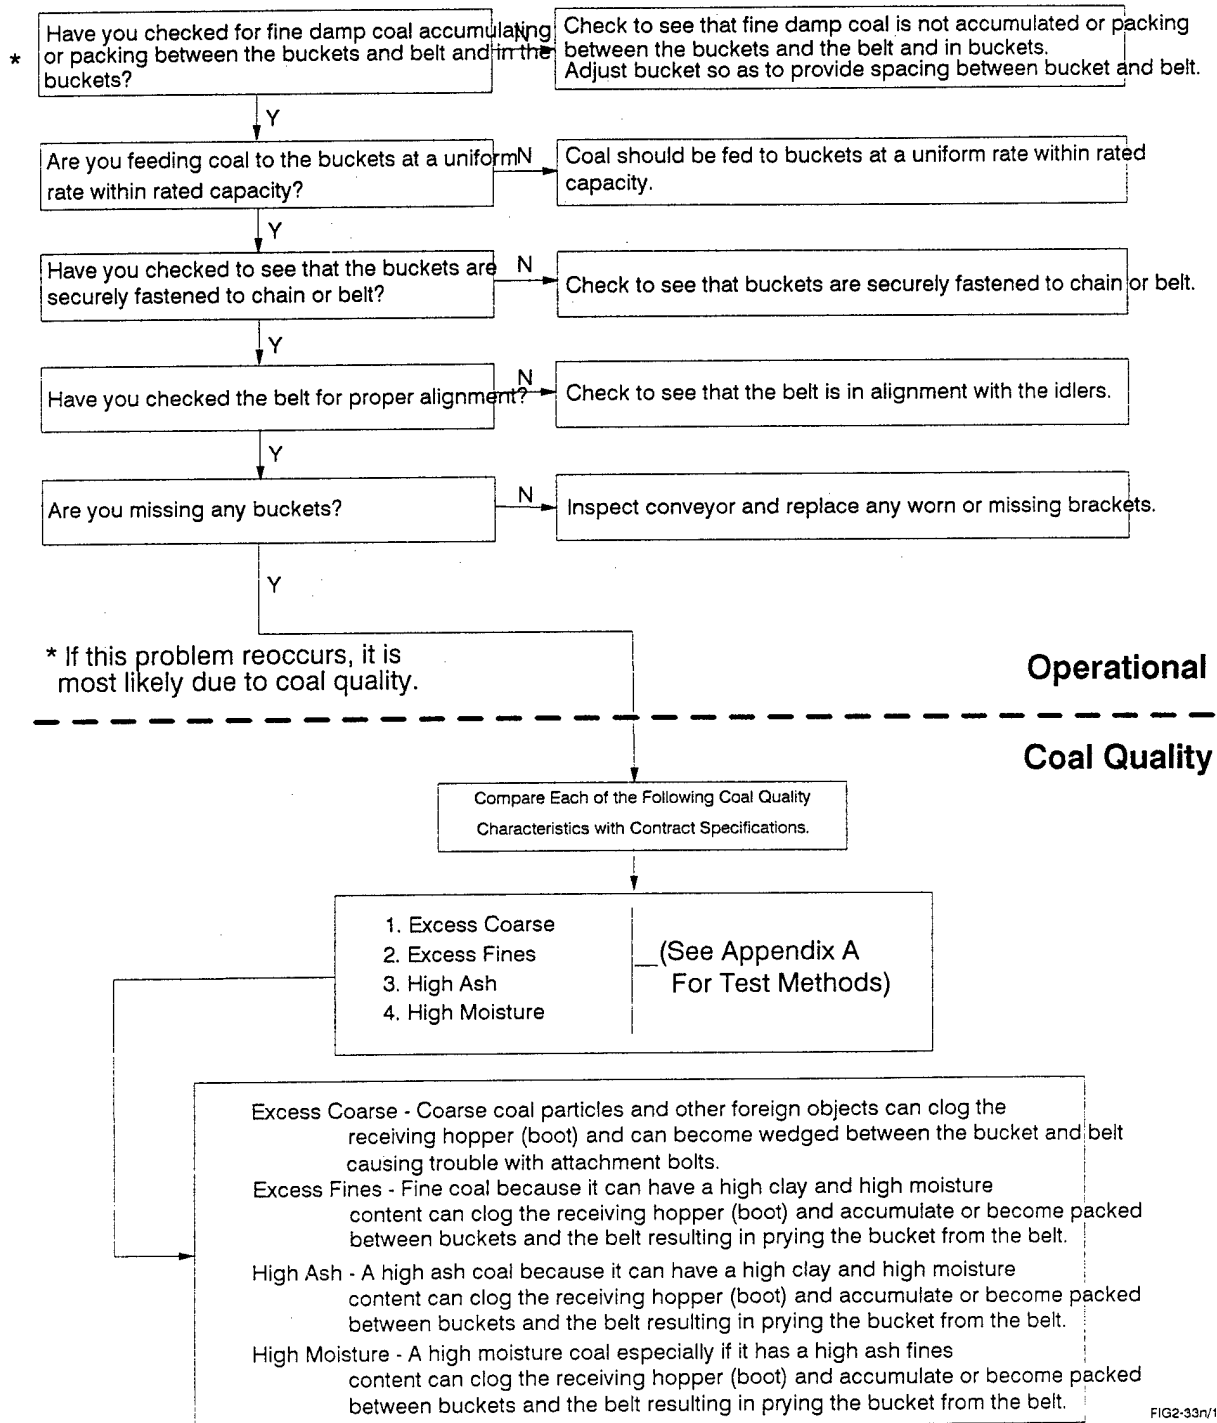 Have you checked for fine damp coal accumulating
or packing between the buckets and belt and in the
buckets?
*
N
Check to see that fine damp coal is not accumulated or packing
between the buckets and the belt and in buckets.
Adjust bucket so as to provide spacing between bucket and belt.
Y
Are you feeding coal to the buckets at a uniform
rate within rated capacity?
N
Coal should be fed to buckets at a uniform rate within rated
capacity.
Y
Have you checked to see that the buckets are
securely fastened to chain or belt?
N
Check to see that buckets are securely fastened to chain or belt.
Y
Have you checked the belt for proper alignment?
N
Check to see that the belt is in alignment with the idlers.
Y
Are you missing any buckets?
N
Inspect conveyor and replace any worn or missing brackets.
Y
* If this problem reoccurs, it is
most likely due to coal quality.
Operational
Coal Quality
Compare Each of the Following Coal Quality
Characteristics with Contract Specifications.
1. Excess Coarse
2. Excess Fines
3. High Ash
4. High Moisture
(See Appendix A
For Test Methods)
Excess Coarse - Coarse coal particles and other foreign objects can clog the
receiving hopper (boot) and can become wedged between the bucket and belt
causing trouble with attachment bolts.
Excess Fines - Fine coal because it can have a high clay and high moisture
content can clog the receiving hopper (boot) and accumulate or become packed
between buckets and the belt resulting in prying the bucket from the belt.
High Ash - A high ash coal because it can have a high clay and high moisture
content can clog the receiving hopper (boot) and accumulate or become packed
between buckets and the belt resulting in prying the bucket from the belt.
High Moisture - A high moisture coal especially if it has a high ash fines
content can clog the receiving hopper (boot) and accumulate or become packed
between buckets and the belt resulting in prying the bucket from the belt.
FIG2-33n/1